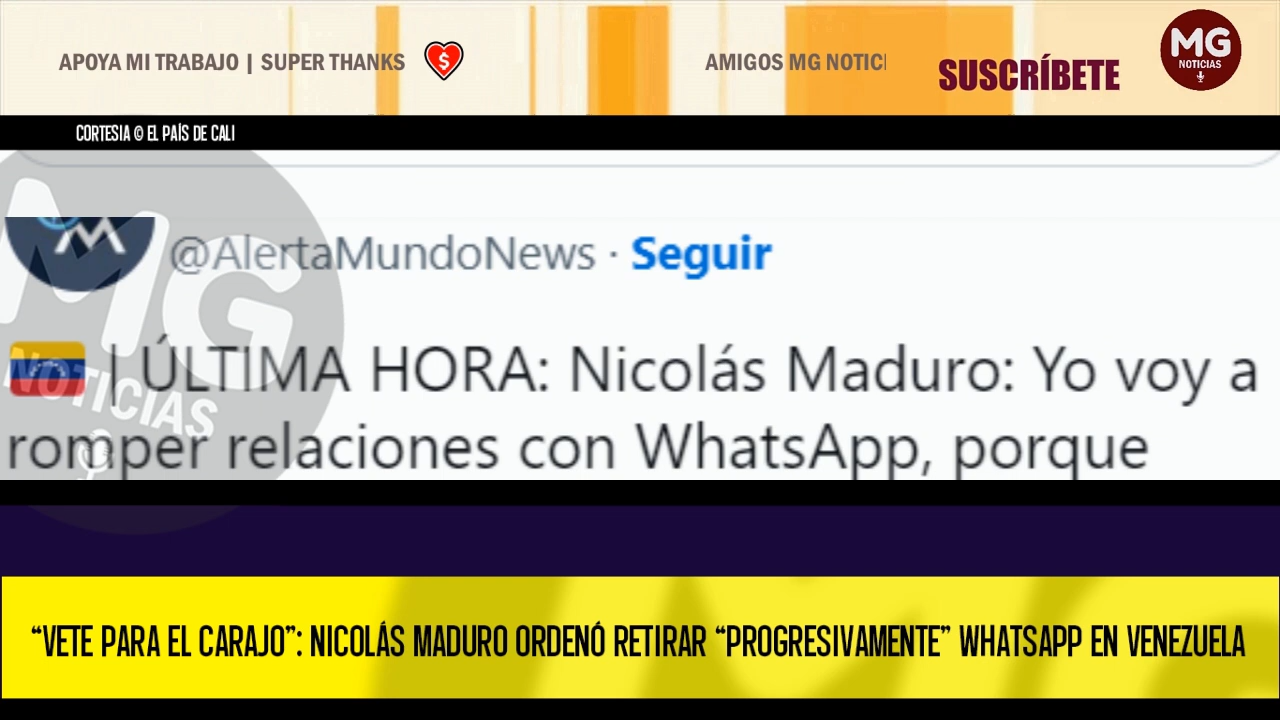 APOYA MI TRABAJO | SUPER THANKS
AMIGOS MG NOTICI
SUSCRÍBETE
MG
NOTICIAS
CORTESIA © EL PAÍS DE CALI
@AlertaMundoNews · Seguir
| ÚLTIMA HORA: Nicolás Maduro: Yo voy a
romper relaciones con WhatsApp, porque
MG
NOTICIAS
“VETE PARA EL CARAJO”: NICOLÁS MADURO ORDENÓ RETIRAR “PROGRESIVAMENTE” WHATSAPP EN VENEZUELA